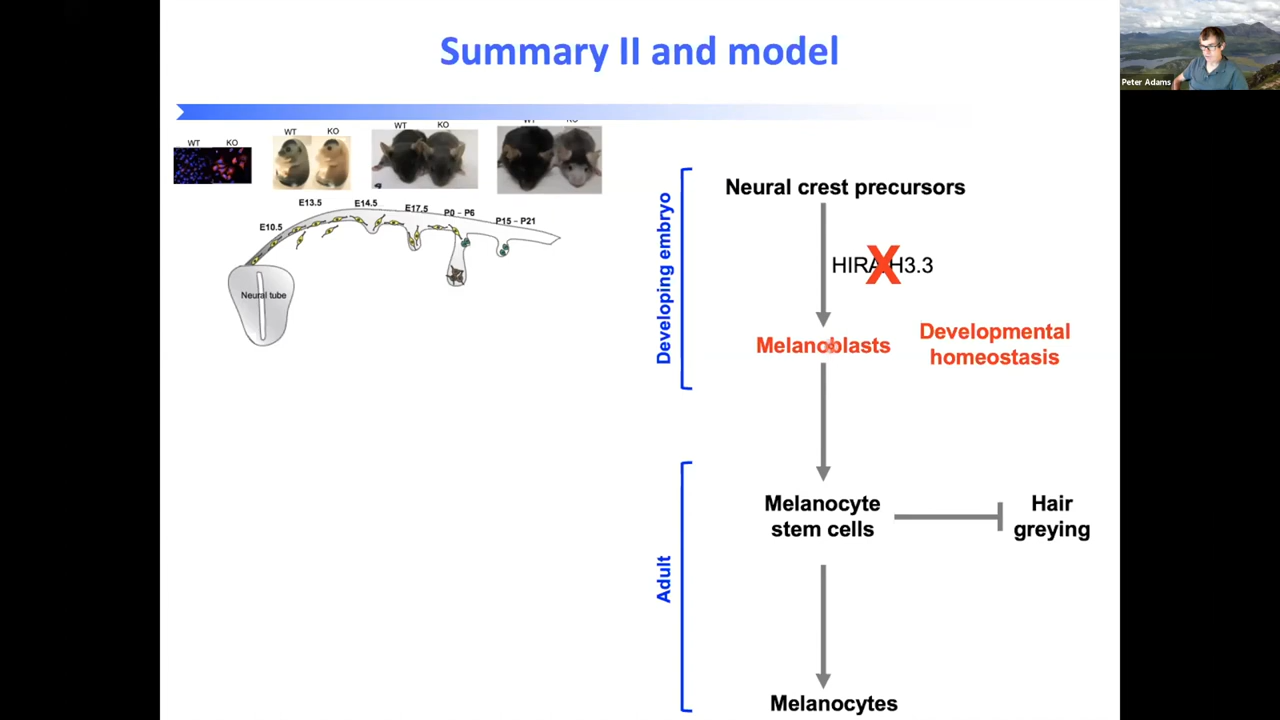 Summary II and model
Peter Adams
WT KO
WT KO
WT KO
WT KO
E10.5
E13.5
E14.5
E17.5
P0 – P6
P15 – P21
Neural tube
Developing embryo
Neural crest precursors
HIRA/H3.3
X
Melanoblasts
Developmental
homeostasis
Adult
Melanocyte
stem cells
Hair
greying
Melanocytes